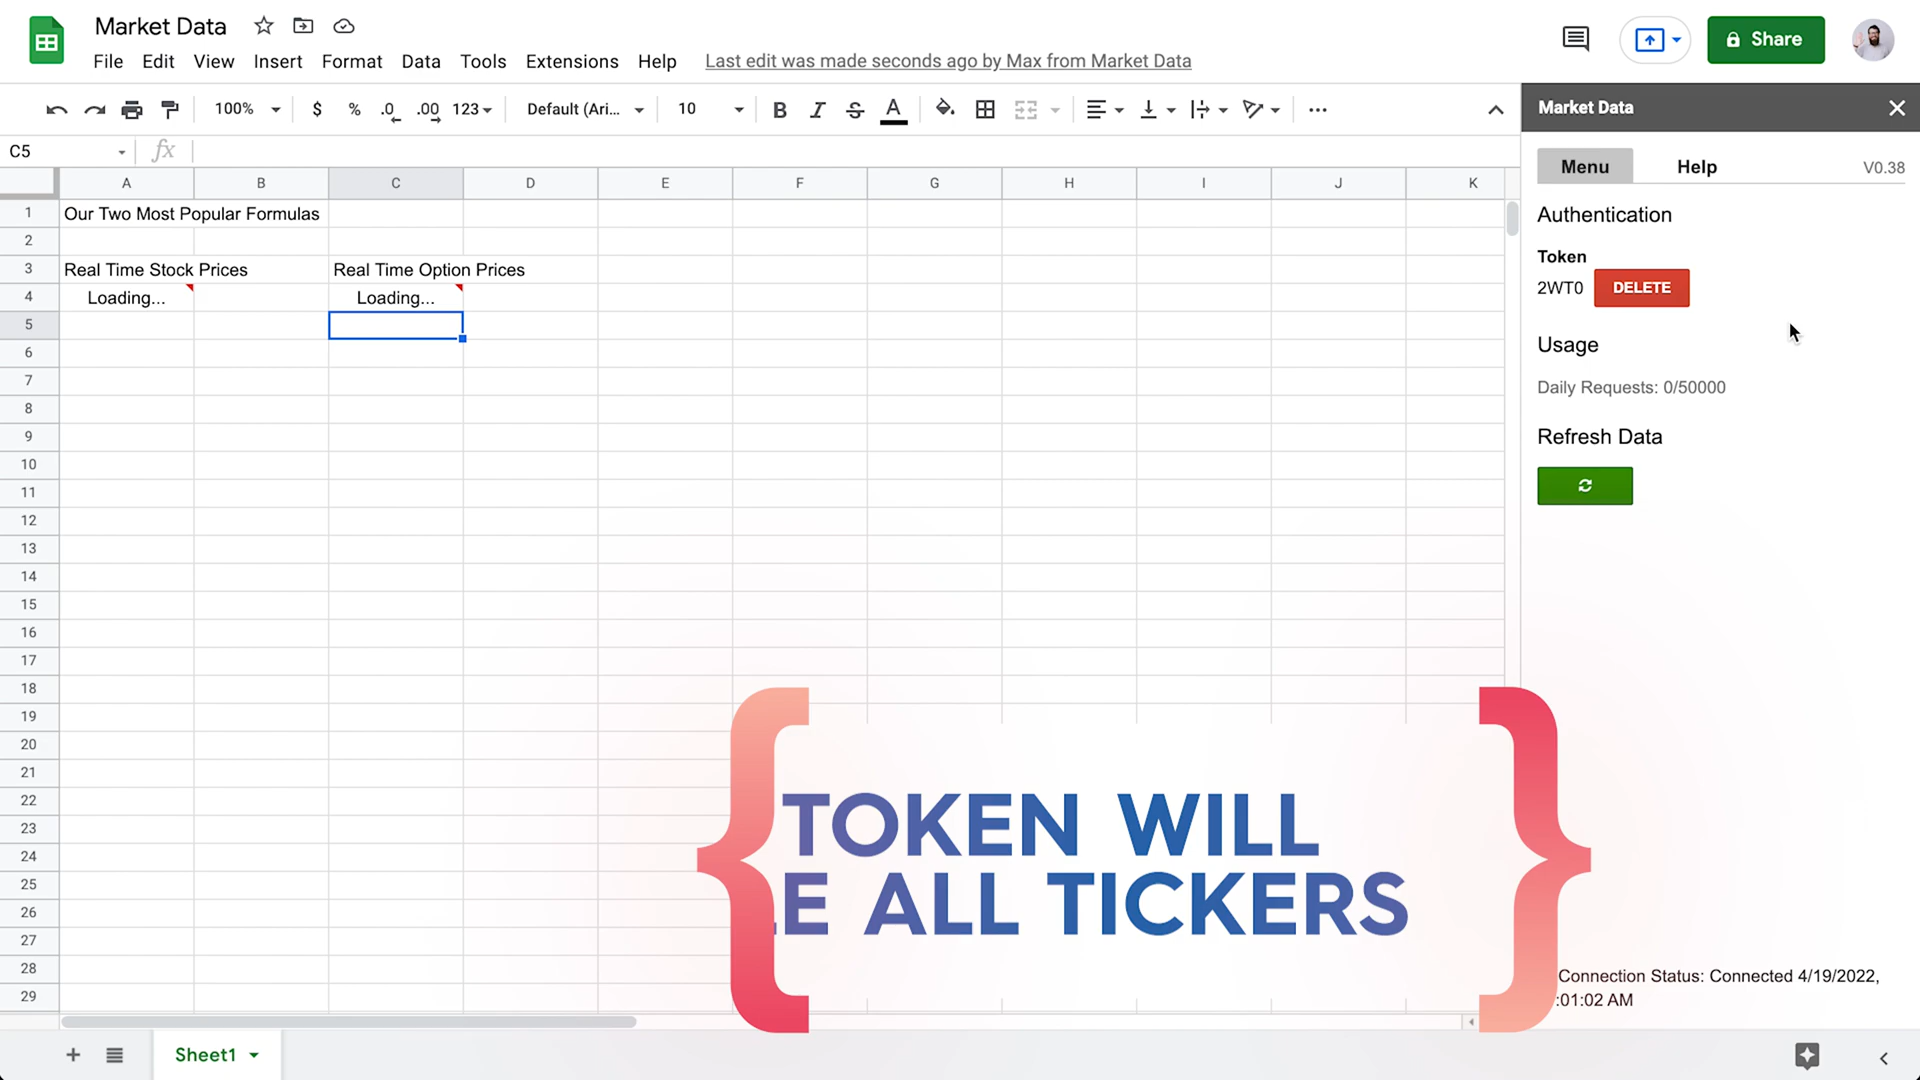 Market Data
File Edit View Insert Format Data Tools Extensions Help Last edit was made seconds ago by Max from Market Data
Share
100% $ % .0 .00 123 Default (Ari... 10 B I S A
C5 fx
A B C D E F G H I J K
1 Our Two Most Popular Formulas
2
3 Real Time Stock Prices Real Time Option Prices
4 Loading... Loading...
5
6
7
8
9
10
11
12
13
14
15
16
17
18
19
20
21
22
23
24
25
26
27
28
29
Sheet1
Market Data
Menu Help V0.38
Authentication
Token
2WT0 DELETE
Usage
Daily Requests: 0/50000
Refresh Data
TOKEN WILL
E ALL TICKERS
Connection Status: Connected 4/19/2022,
:01:02 AM